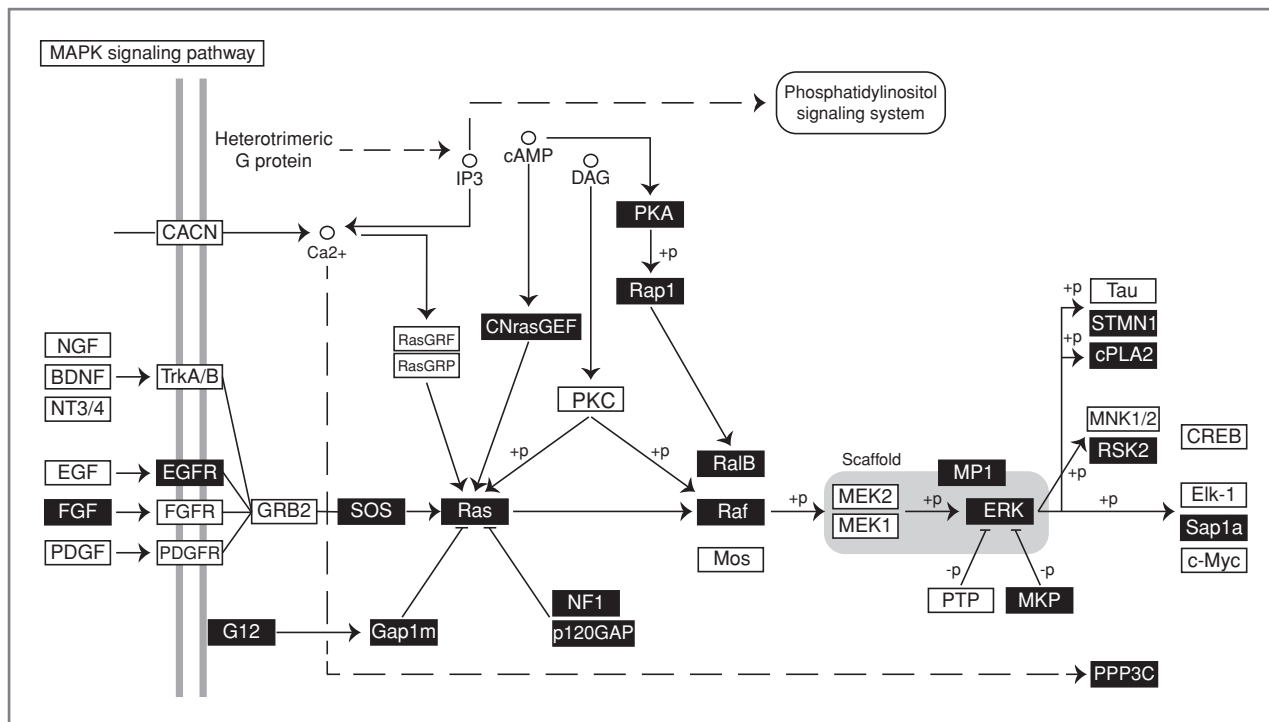 MAPK signaling pathway
Phosphatidylinositol
signaling system
Heterotrimeric
G protein
IP3
cAMP
DAG
PKA
CACN
Ca2+
+p
Rap1
RasGRF
RasGRP
CNrasGEF
PKC
+p
+p
RalB
NGF
BDNF
NT3/4
TrkA/B
EGF
EGFR
FGF
FGFR
PDGF
PDGFR
GRB2
SOS
Ras
Raf
Mos
+p
Scaffold
MEK2
MEK1
+p
MP1
ERK
-p
-p
PTP
MKP
+p
Tau
STMN1
+p
cPLA2
MNK1/2
RSK2
+p
CREB
+p
Elk-1
Sap1a
c-Myc
G12
Gap1m
NF1
p120GAP
PPP3C